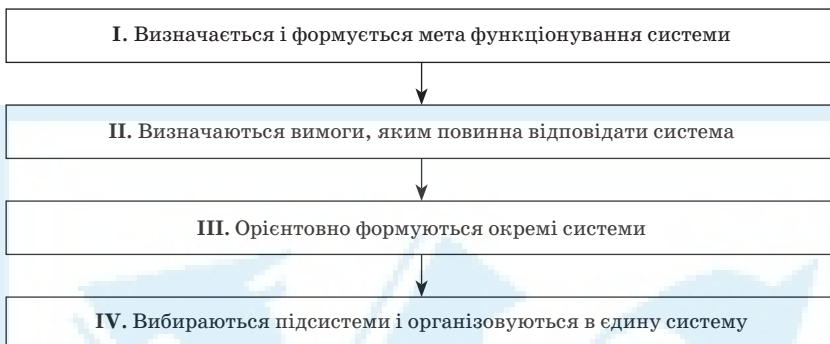 I. Визначається і формується мета функціонування системи
II. Визначаються вимоги, яким повинна відповідати система
III. Орієнтовно формуються окремі системи
IV. Вибираються підсистеми і організовуються в єдину систему